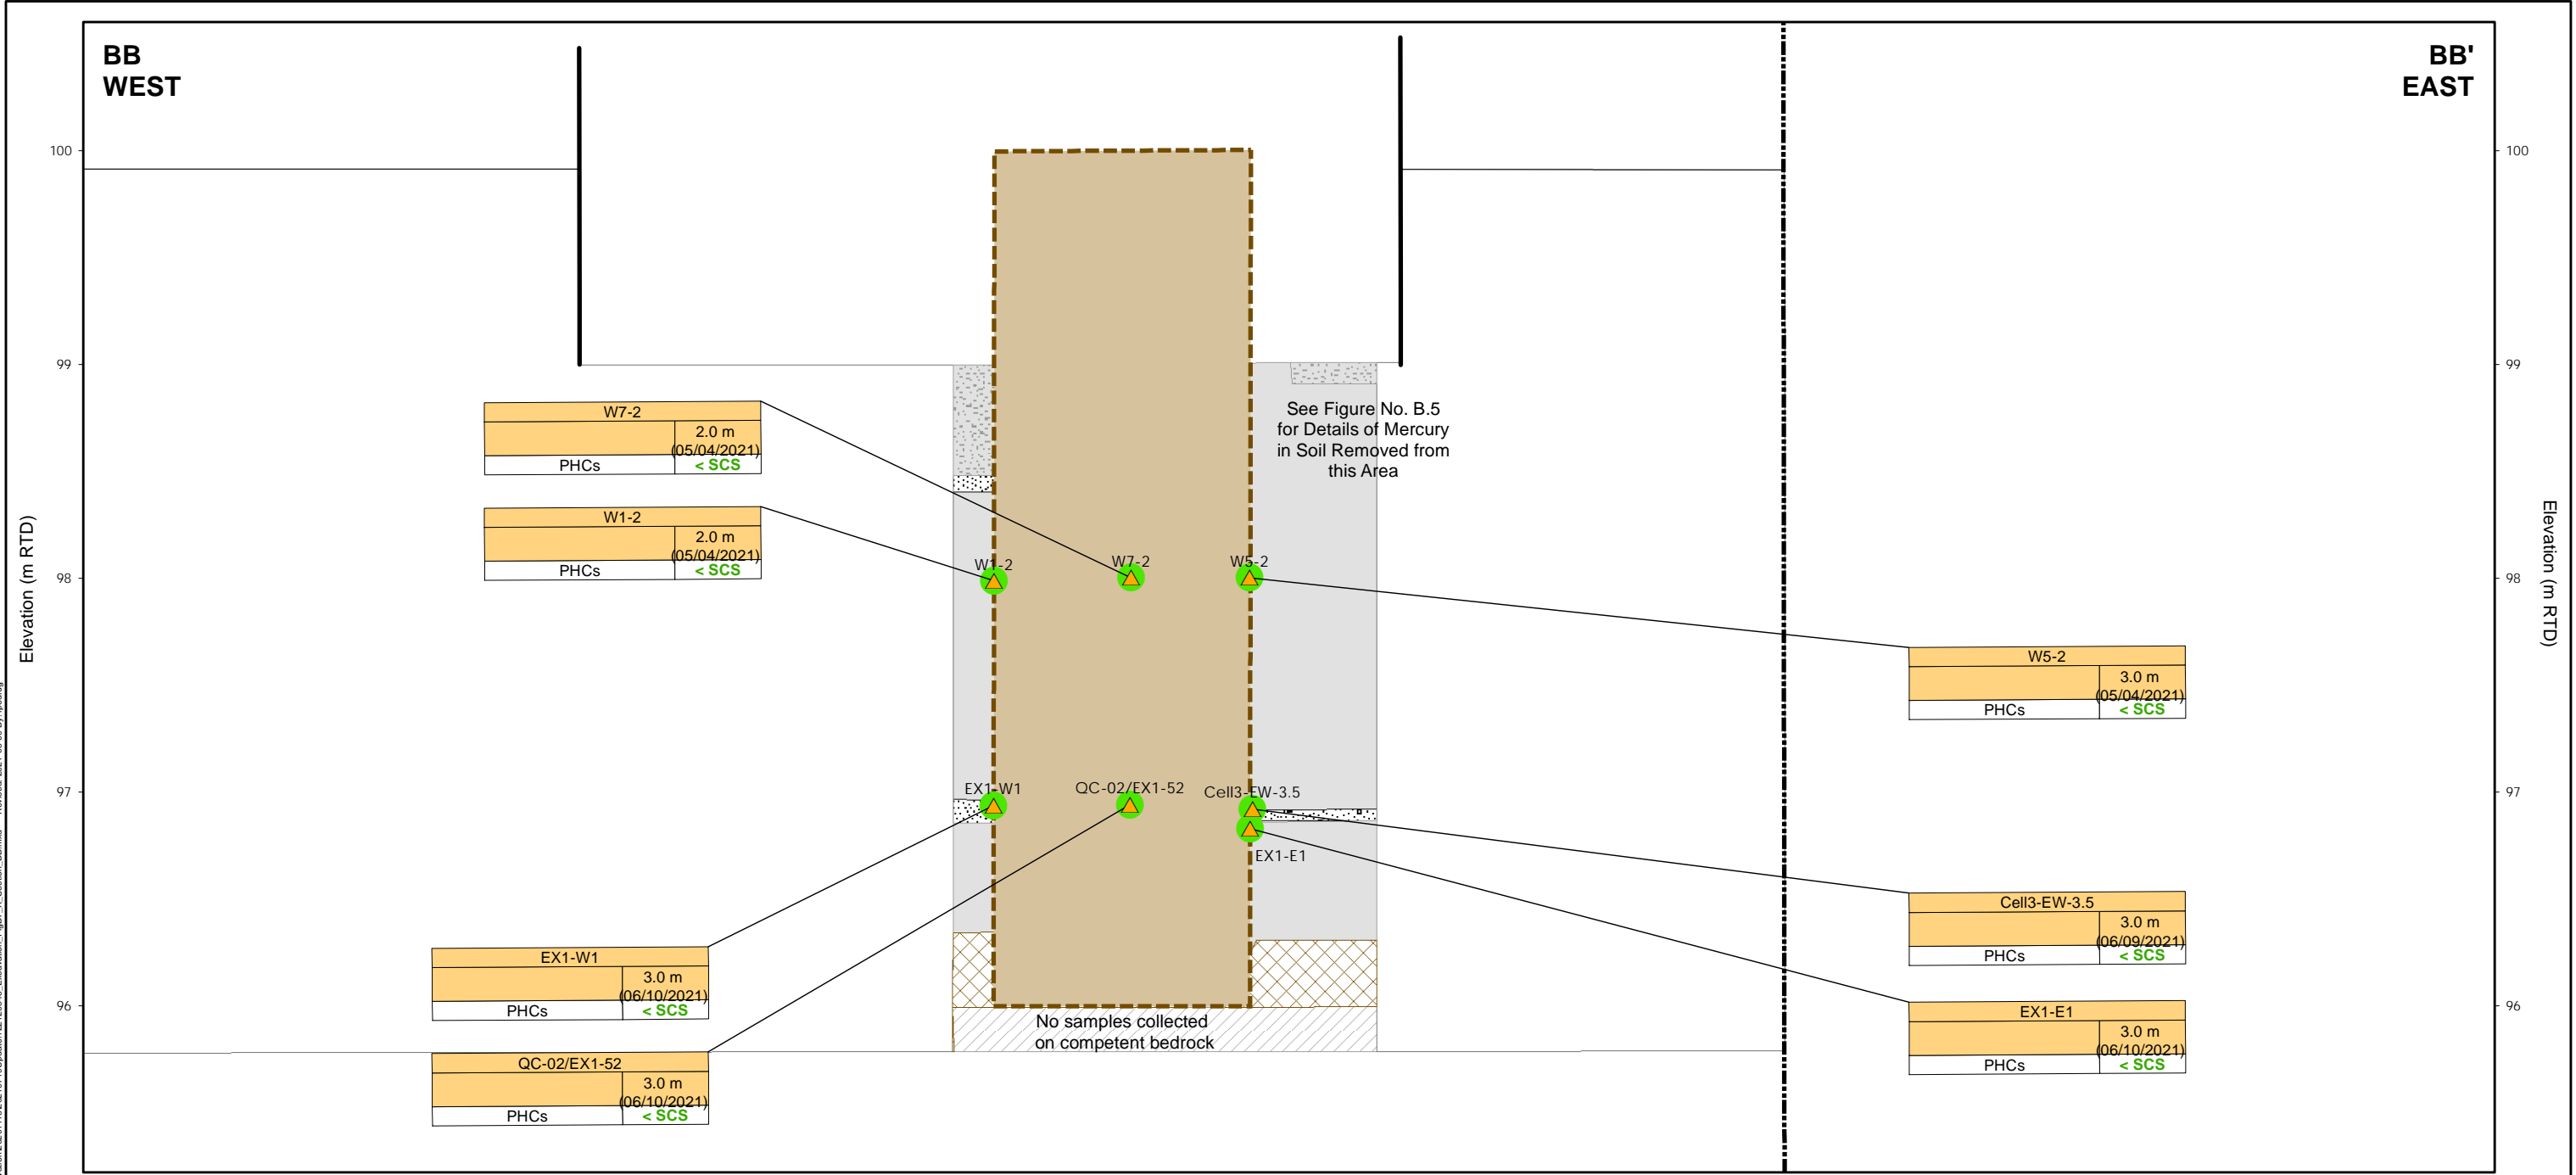 BB
WEST
BB'
EAST
100
99
98
97
96
Elevation (m RTD)
100
99
98
97
96
Elevation (m RTD)
W7-2
2.0 m
(05/04/2021)
PHCs
< SCS
W1-2
2.0 m
(05/04/2021)
PHCs
< SCS
See Figure No. B.5
for Details of Mercury
in Soil Removed from
this Area
W1-2
W7-2
W5-2
W5-2
3.0 m
(05/04/2021)
PHCs
< SCS
EX1-W1
QC-02/EX1-52
Cell3-EW-3.5
EX1-E1
EX1-W1
3.0 m
(06/10/2021)
PHCs
< SCS
QC-02/EX1-52
3.0 m
(06/10/2021)
PHCs
< SCS
Cell3-EW-3.5
3.0 m
(06/09/2021)
PHCs
< SCS
EX1-E1
3.0 m
(06/10/2021)
PHCs
< SCS
No samples collected
on competent bedrock